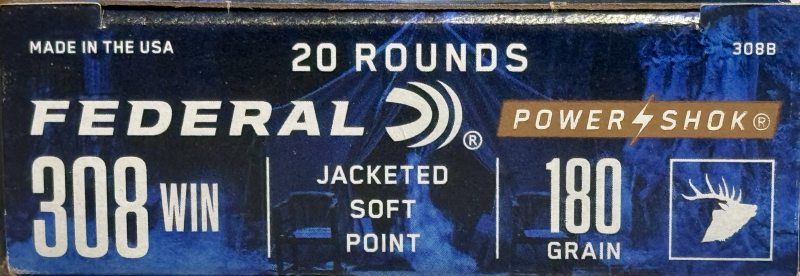 MADE IN THE USA
20 ROUNDS
308B
FEDERAL ® POWER SHOK®
308 WIN
JACKETED
SOFT
POINT
180
GRAIN